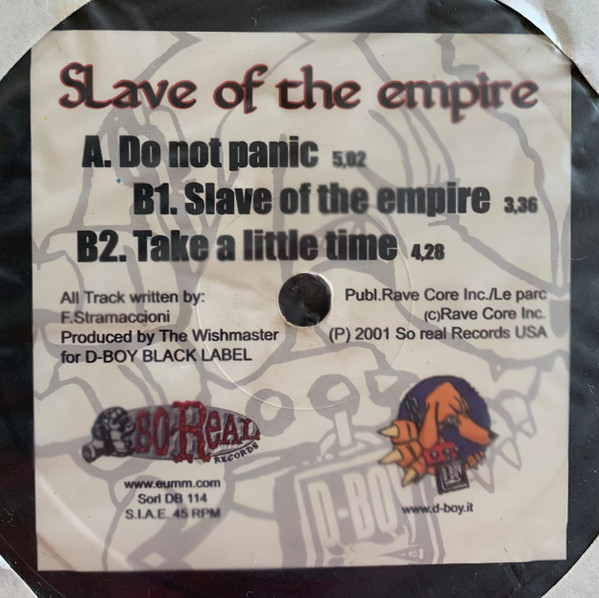 Slave of the empire
A. Do not panic 5,02
B1. Slave of the empire 3,36
B2. Take a little time 4,28
All Track written by:
F.Stramaccioni
Produced by The Wishmaster
for D-BOY BLACK LABEL
Publ.Rave Core Inc./Le parc
(c)Rave Core Inc.
(P) 2001 So real Records USA
SO-REAL
RECORDS
www.eumm.com
Sorl DB 114
S.I.A.E. 45 RPM
D-BOY
www.d-boy.it